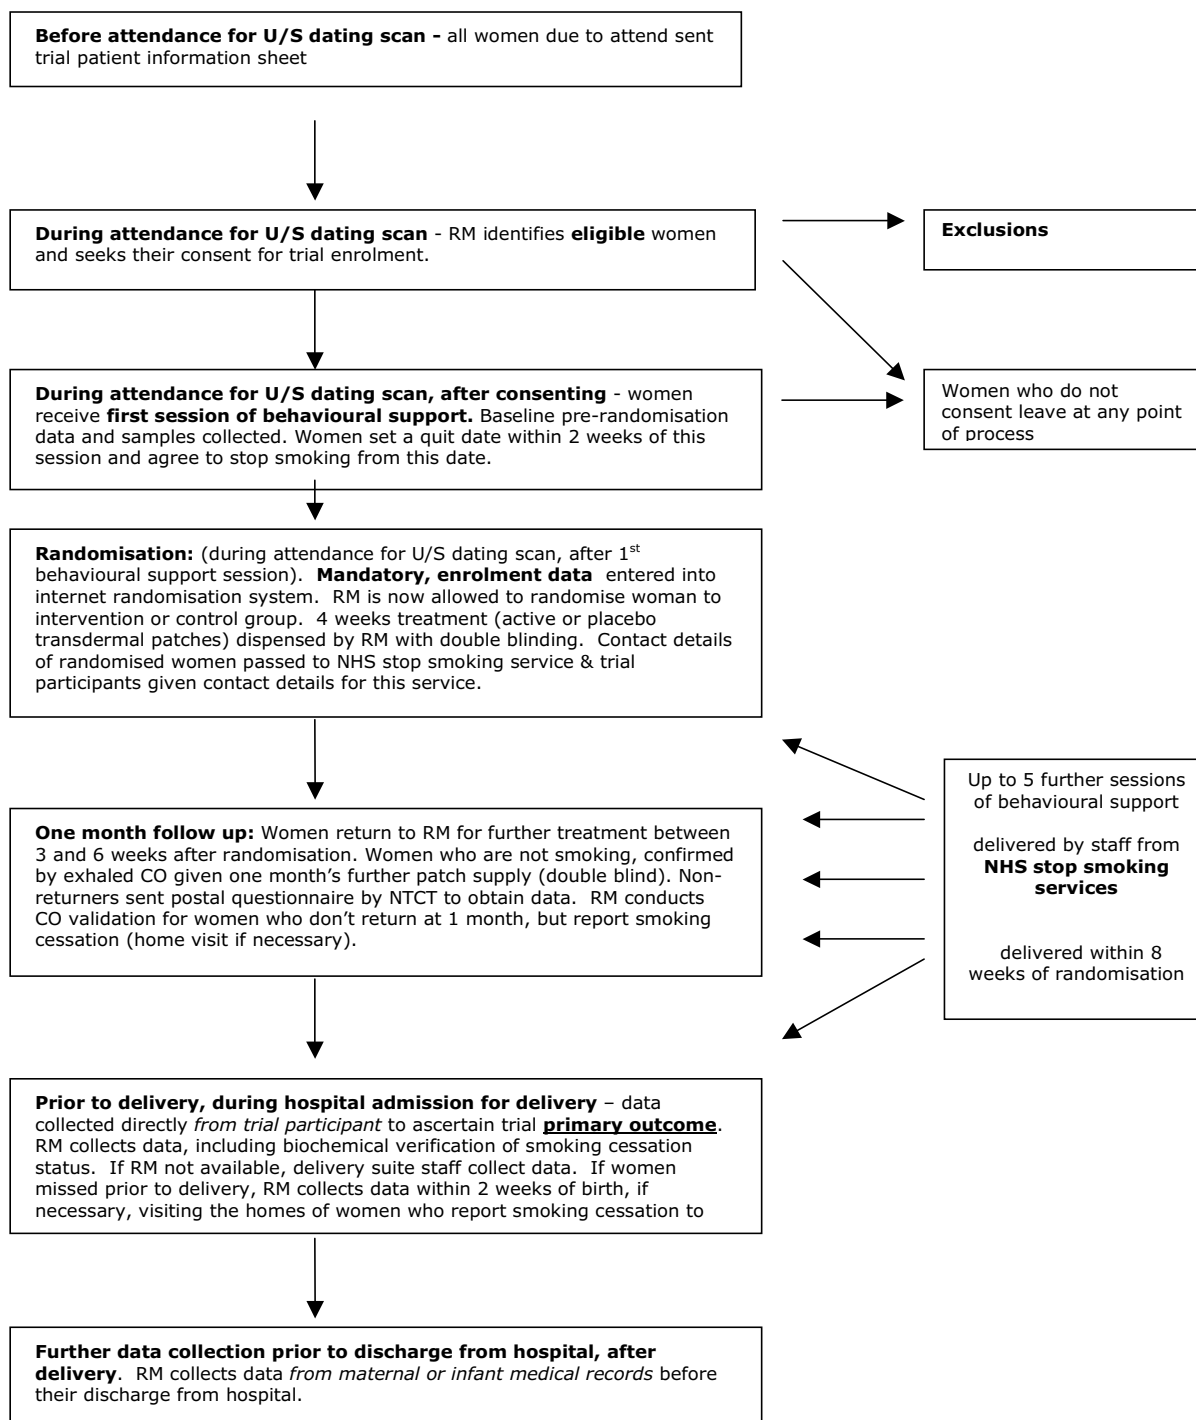 Before attendance for U/S dating scan - all women due to attend sent
trial patient information sheet
During attendance for U/S dating scan - RM identifies eligible women
and seeks their consent for trial enrolment.
Exclusions
During attendance for U/S dating scan, after consenting - women
receive first session of behavioural support. Baseline pre-randomisation
data and samples collected. Women set a quit date within 2 weeks of this
session and agree to stop smoking from this date.
Women who do not
consent leave at any point
of process
Randomisation: (during attendance for U/S dating scan, after 1st
behavioural support session). Mandatory, enrolment data entered into
internet randomisation system. RM is now allowed to randomise woman to
intervention or control group. 4 weeks treatment (active or placebo
transdermal patches) dispensed by RM with double blinding. Contact details
of randomised women passed to NHS stop smoking service & trial
participants given contact details for this service.
Up to 5 further sessions
of behavioural support
delivered by staff from
NHS stop smoking
services
delivered within 8
weeks of randomisation
One month follow up: Women return to RM for further treatment between
3 and 6 weeks after randomisation. Women who are not smoking, confirmed
by exhaled CO given one month's further patch supply (double blind). Non-
returners sent postal questionnaire by NTCT to obtain data. RM conducts
CO validation for women who don't return at 1 month, but report smoking
cessation (home visit if necessary).
Prior to delivery, during hospital admission for delivery – data
collected directly from trial participant to ascertain trial primary outcome.
RM collects data, including biochemical verification of smoking cessation
status. If RM not available, delivery suite staff collect data. If women
missed prior to delivery, RM collects data within 2 weeks of birth, if
necessary, visiting the homes of women who report smoking cessation to
Further data collection prior to discharge from hospital, after
delivery. RM collects data from maternal or infant medical records before
their discharge from hospital.